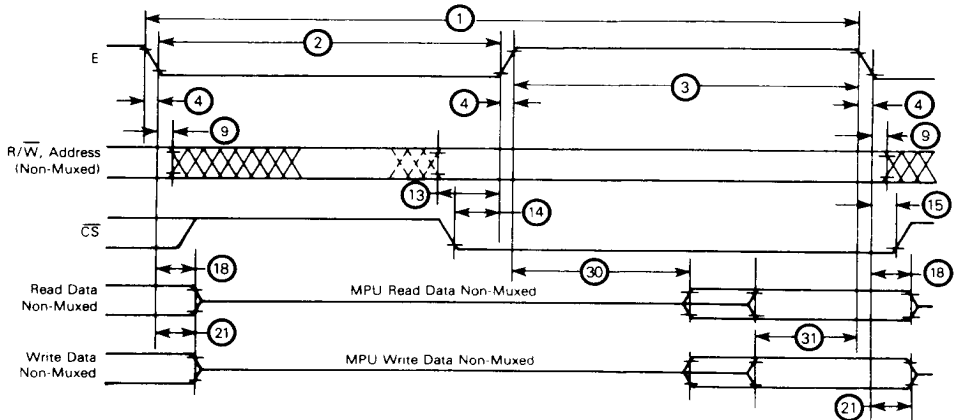 1
2
E
3
4
4
4
9
9
R/W̅, Address
(Non-Muxed)
13
14
15
C̅S̅
18
30
18
Read Data
Non-Muxed
MPU Read Data Non-Muxed
21
31
Write Data
Non-Muxed
MPU Write Data Non-Muxed
21